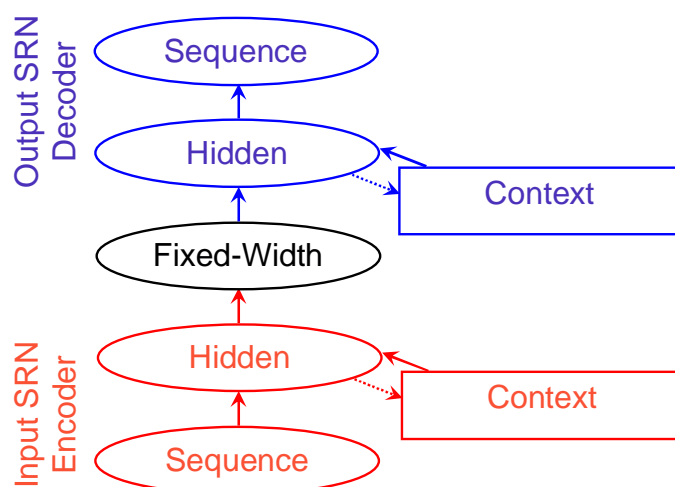 Output SRN
Decoder
Sequence
Hidden
Context
Fixed-Width
Input SRN
Encoder
Hidden
Context
Sequence